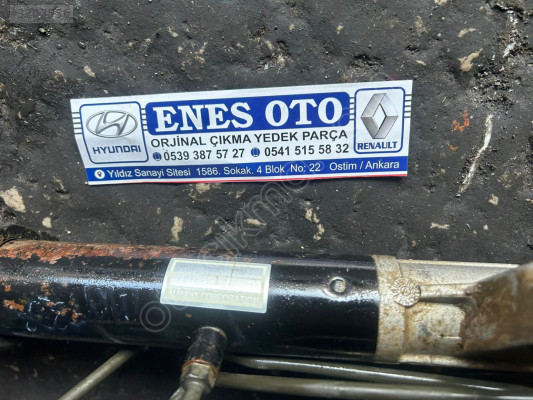 ENES OTO
ORJİNAL ÇIKMA YEDEK PARÇA
HYUNDAI
0539 387 57 27 0541 515 58 32
RENAULT
Yıldız Sanayi Sitesi 1586. Sokak. 4 Blok No: 22 Ostim / Ankara